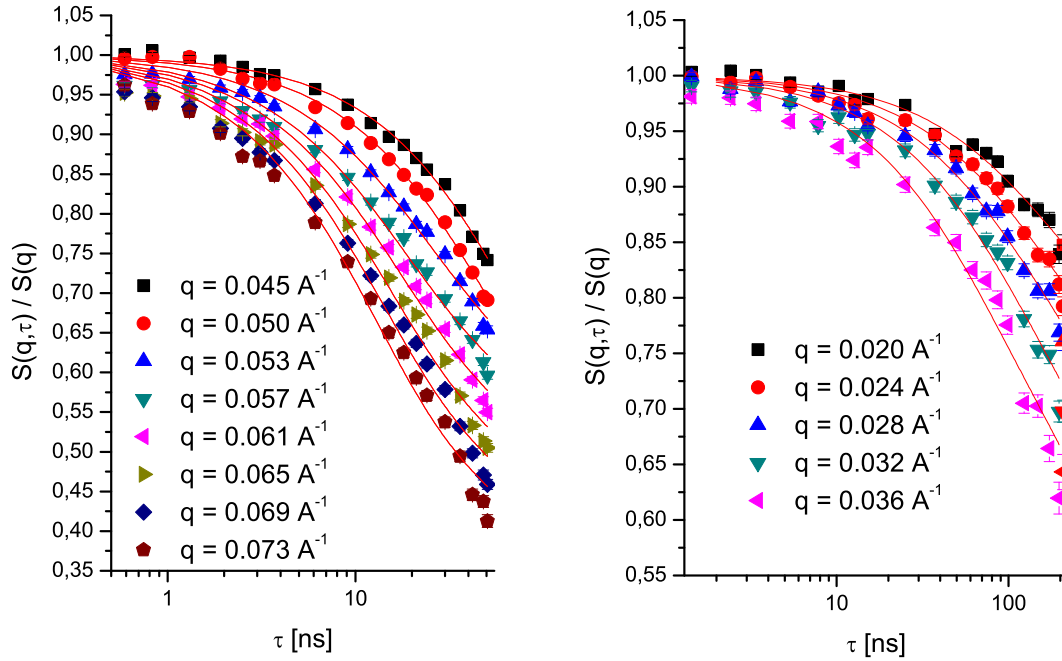 1,05
1,00
0,95
0,90
0,85
0,80
0,75
0,70
0,65
0,60
0,55
0,50
0,45
0,40
0,35
S(q,τ) / S(q)
q = 0.045 A⁻¹
q = 0.050 A⁻¹
q = 0.053 A⁻¹
q = 0.057 A⁻¹
q = 0.061 A⁻¹
q = 0.065 A⁻¹
q = 0.069 A⁻¹
q = 0.073 A⁻¹
1 10
τ [ns]
1,05
1,00
0,95
0,90
0,85
0,80
0,75
0,70
0,65
0,60
0,55
S(q,τ) / S(q)
q = 0.020 A⁻¹
q = 0.024 A⁻¹
q = 0.028 A⁻¹
q = 0.032 A⁻¹
q = 0.036 A⁻¹
10 100
τ [ns]